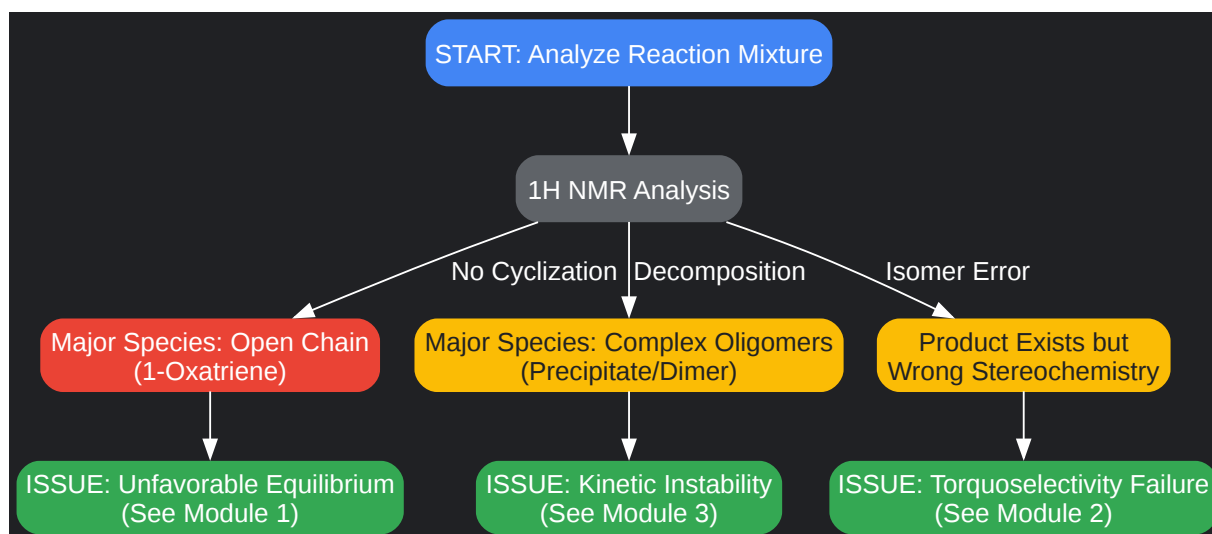 START: Analyze Reaction Mixture
1H NMR Analysis
No Cyclization
Decomposition
Isomer Error
Major Species: Open Chain
(1-Oxatriene)
Major Species: Complex Oligomers
(Precipitate/Dimer)
Product Exists but
Wrong Stereochemistry
ISSUE: Unfavorable Equilibrium
(See Module 1)
ISSUE: Kinetic Instability
(See Module 3)
ISSUE: Torquoselectivity Failure
(See Module 2)